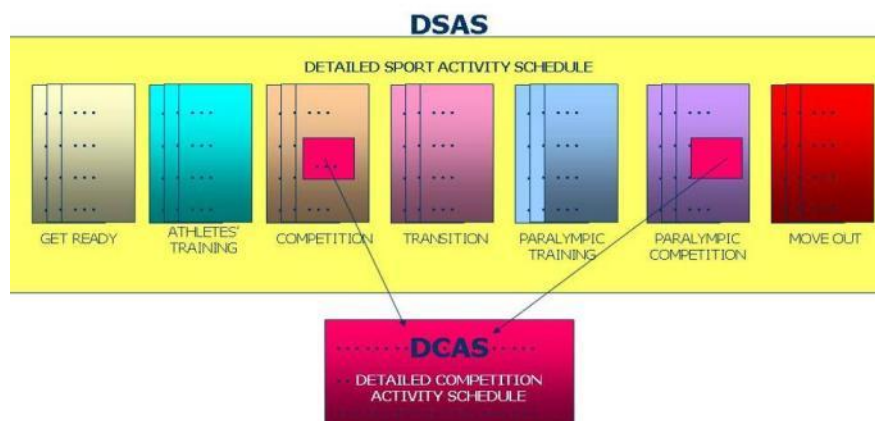 DSAS
DETAILED SPORT ACTIVITY SCHEDULE
GET READY
ATHLETES'
TRAINING
COMPETITION
TRANSITION
PARALYMPIC
TRAINING
PARALYMPIC
COMPETITION
MOVE OUT
DCAS
DETAILED COMPETITION
ACTIVITY SCHEDULE